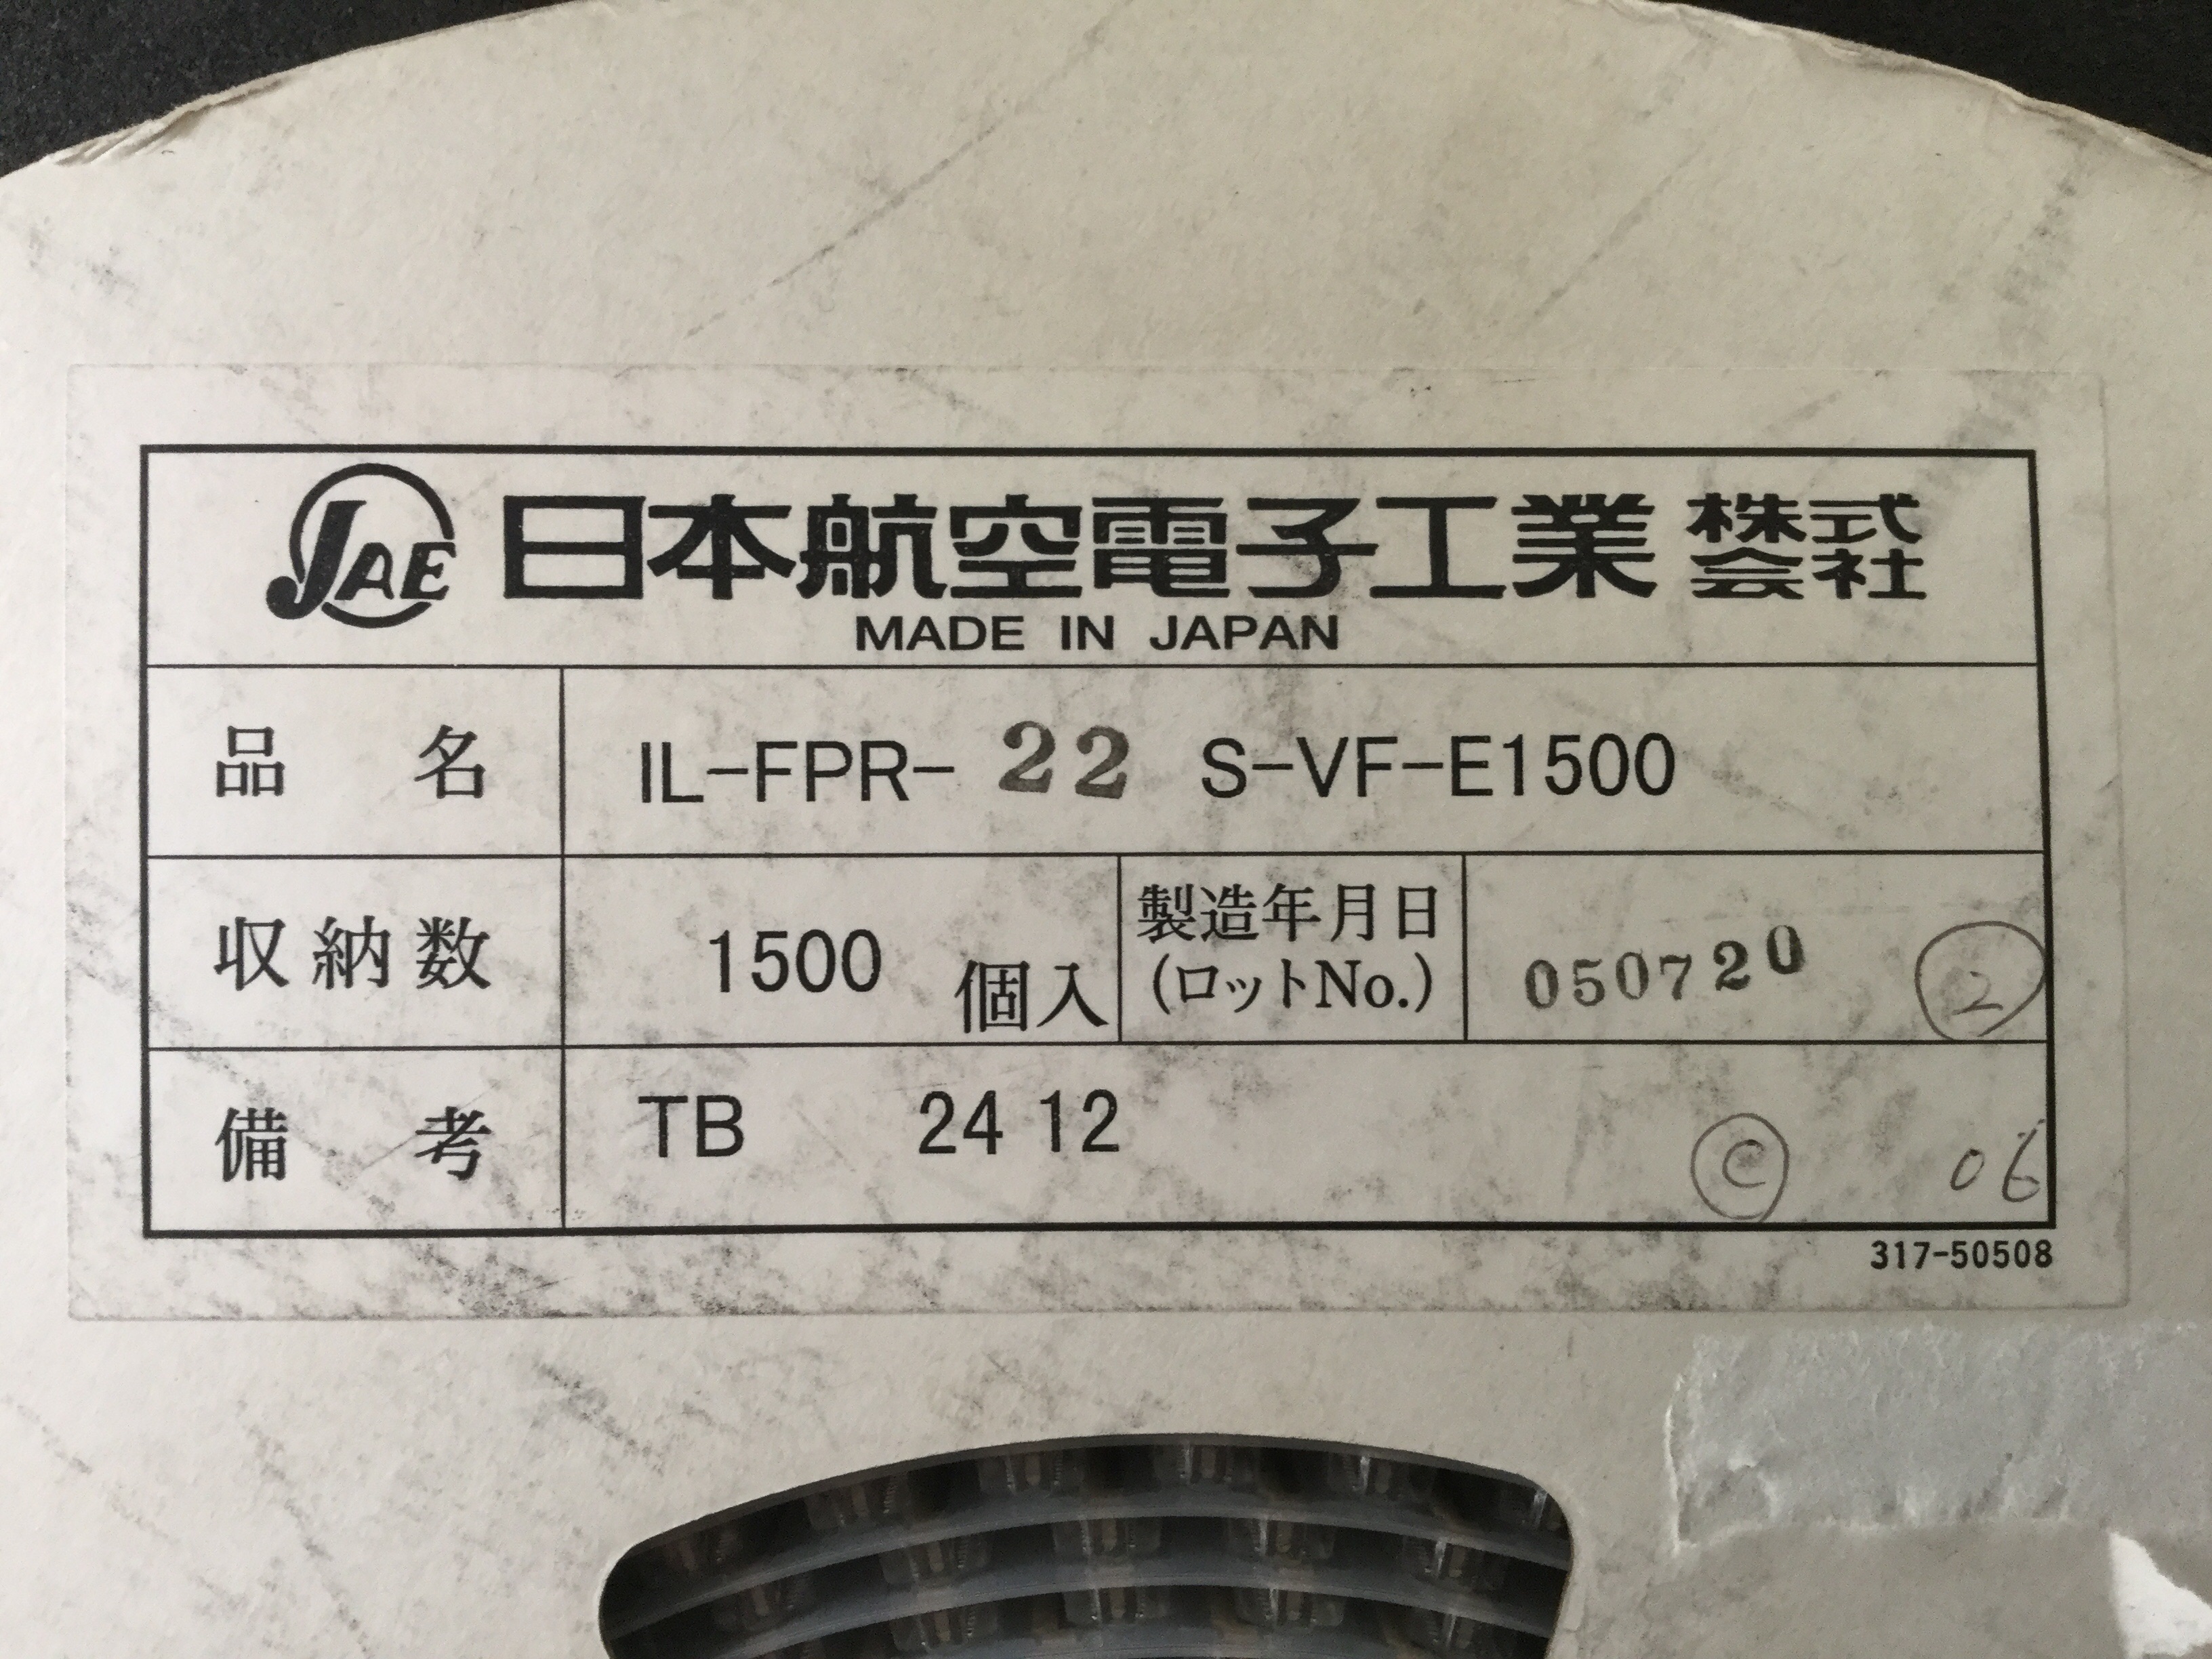 JAE 日本航空電子工業株式会社
MADE IN JAPAN
品名 IL-FPR-22 S-VF-E1500
収納数 1500 個入 製造年月日 (ロットNo.) 050720 2
備考 TB 24 12 C 06
317-50508